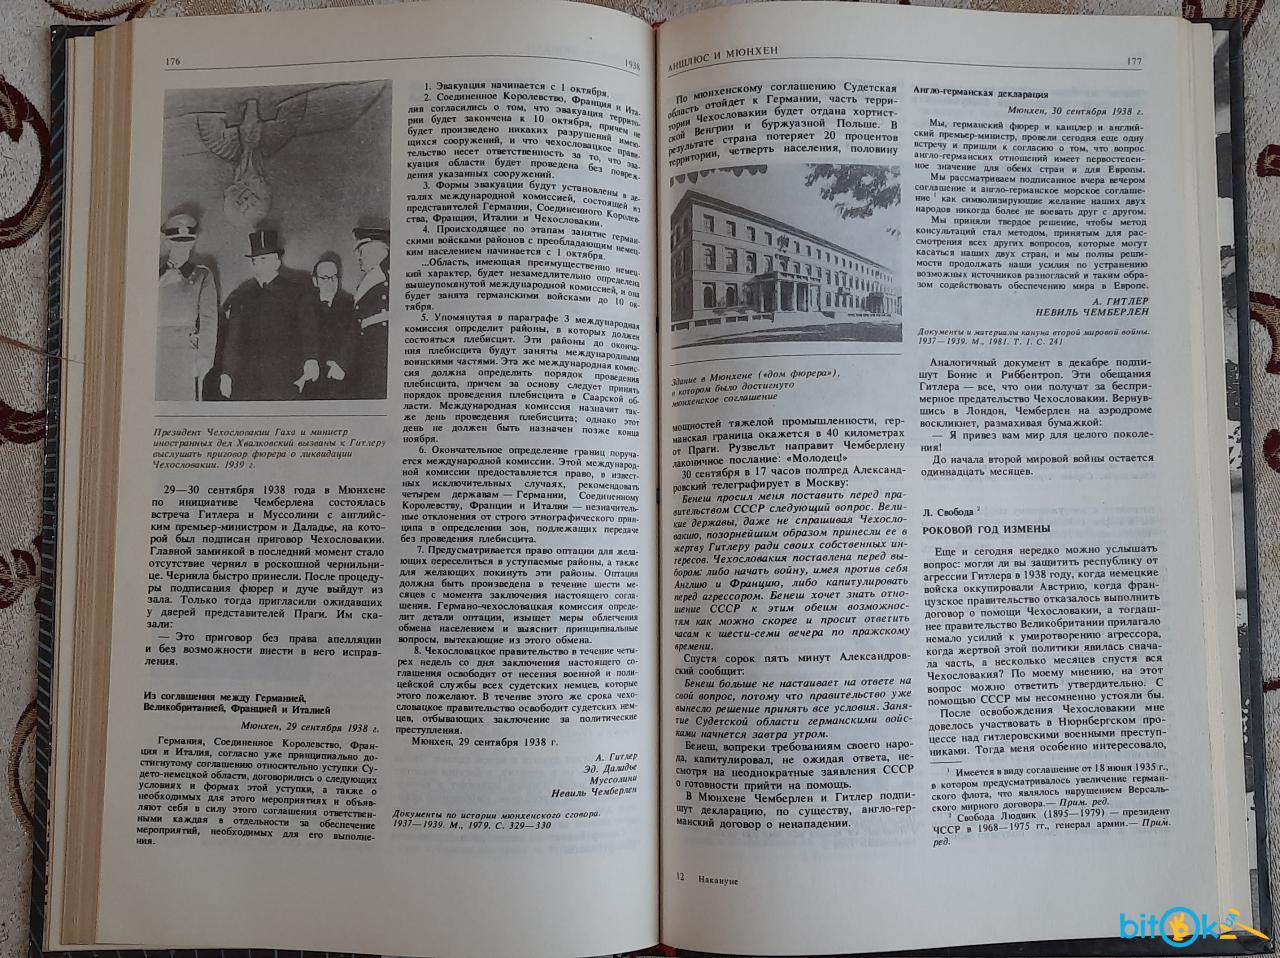 176
1938
Президент Чехословакии Гаха и министр
иностранных дел Хвалковский вызваны к Гитлеру
выслушать приговор фюрера о ликвидации
Чехословакии. 1939 г.
29—30 сентября 1938 года в Мюнхене
по инициативе Чемберлена состоялась
встреча Гитлера и Муссолини с англий-
ским премьер-министром и Даладье, на кото-
рой был подписан приговор Чехословакии.
Главной заминкой в последний момент стало
отсутствие чернил в роскошной чернильни-
це. Чернила быстро принесли. После процеду-
ры подписания фюрер и дуче выйдут из
зала. Только тогда пригласили ожидавших
у дверей представителей Праги. Им ска-
зали:
— Это приговор без права апелляции
и без возможности внести в него исправ-
ления.
Из соглашения между Германией,
Великобританией, Францией и Италией
Мюнхен, 29 сентября 1938 г.
Германия, Соединенное Королевство, Фран-
ция и Италия, согласно уже принципиально до-
стигнутому соглашению относительно уступки Су-
дето-немецкой области, договорились о следующих
условиях и формах этой уступки, а также о
необходимых для этого мероприятиях и объяв-
ляют себя в силу этого соглашения ответствен-
ными каждая в отдельности за обеспечение
мероприятий, необходимых для его выполне-
ния.
1. Эвакуация начинается с 1 октября.
2. Соединенное Королевство, Франция и Ита-
лия согласились о том, что эвакуация террито-
рии будет закончена к 10 октября, причем не
будет произведено никаких разрушений имею-
щихся сооружений, и что чехословацкое прави-
тельство несет ответственность за то, что эва-
куация области будет проведена без повреж-
дения указанных сооружений.
3. Формы эвакуации будут установлены в де-
талях международной комиссией, состоящей из
представителей Германии, Соединенного Королев-
ства, Франции, Италии и Чехословакии.
4. Происходящее по этапам занятие герман-
скими войсками районов с преобладающим немец-
ким населением начинается с 1 октября.
...Область, имеющая преимущественно немец-
кий характер, будет незамедлительно определена
вышеупомянутой международной комиссией, и она
будет занята германскими войсками до 10 ок-
тября.
5. Упомянутая в параграфе 3 международная
комиссия определит районы, в которых должен
состояться плебисцит. Эти районы до оконча-
ния плебисцита будут заняты международными
воинскими частями. Эта же международная комис-
сия должна определить порядок проведения
плебисцита, причем за основу следует принять
порядок проведения плебисцита в Саарской об-
ласти. Международная комиссия назначит так-
же день проведения плебисцита; однако этот
день не должен быть назначен позже конца
ноября.
6. Окончательное определение границ поруча-
ется международной комиссии. Этой международ-
ной комиссии предоставляется право, в извест-
ных исключительных случаях, рекомендовать
четырем державам — Германии, Соединенному
Королевству, Франции и Италии — незначитель-
ные отклонения от строго этнографического прин-
ципа в определении зон, подлежащих передаче
без проведения плебисцита.
7. Предусматривается право оптации для жела-
ющих переселиться в уступаемые районы, а также
для желающих покинуть эти районы. Оптация
должна быть произведена в течение шести ме-
сяцев с момента заключения настоящего согла-
шения. Германо-чехословацкая комиссия опреде-
лит детали оптации, изыщет меры облегчения
обмена населением и выяснит принципиальные
вопросы, вытекающие из этого обмена.
8. Чехословацкое правительство в течение четы-
рех недель со дня заключения настоящего со-
глашения освободит от несения военной и поли-
цейской службы всех судетских немцев, которые
этого пожелают. В течение этого же срока чехо-
словацкое правительство освободит судетских нем-
цев, отбывающих заключение за политические
преступления.
Мюнхен, 29 сентября 1938 г.
А. Гитлер
Эд. Даладье
Муссолини
Невиль Чемберлен
Документы по истории мюнхенского сговора.
1937—1939. М., 1979. С. 329—330
АНШЛЮС И МЮНХЕН
177
По мюнхенскому соглашению Судетская
область отойдет к Германии, часть терри-
тории Чехословакии будет отдана хортист-
ской Венгрии и буржуазной Польше. В
результате страна потеряет 20 процентов
территории, четверть населения, половину
Здание в Мюнхене («дом фюрера»),
в котором было достигнуто
мюнхенское соглашение
мощностей тяжелой промышленности, гер-
манская граница окажется в 40 километрах
от Праги. Рузвельт направит Чемберлену
лаконичное послание: «Молодец!»
30 сентября в 17 часов полпред Александ-
ровский телеграфирует в Москву:
Бенеш просил меня поставить перед пра-
вительством СССР следующий вопрос. Вели-
кие державы, даже не спрашивая Чехосло-
вакию, позорнейшим образом принесли ее в
жертву Гитлеру ради своих собственных ин-
тересов. Чехословакия поставлена перед вы-
бором: либо начать войну, имея против себя
Англию и Францию, либо капитулировать
перед агрессором. Бенеш хочет знать отно-
шение СССР к этим обеим возможнос-
тям как можно скорее и просит ответить
часам к шести-семи вечера по пражскому
времени.
Спустя сорок пять минут Александров-
ский сообщит:
Бенеш больше не настаивает на ответе на
свой вопрос, потому что правительство уже
вынесло решение принять все условия. Заня-
тие Судетской области германскими войс-
ками начнется завтра утром.
Бенеш, вопреки требованиям своего наро-
да, капитулировал, не ожидая ответа, не-
смотря на неоднократные заявления СССР
о готовности прийти на помощь.
В Мюнхене Чемберлен и Гитлер подпи-
шут декларацию, по существу, англо-гер-
манский договор о ненападении.
12 Накануне
Англо-германская декларация
Мюнхен, 30 сентября 1938 г.
Мы, германский фюрер и канцлер и англий-
ский премьер-министр, провели сегодня еще одну
встречу и пришли к согласию о том, что вопрос
англо-германских отношений имеет первостепен-
ное значение для обеих стран и для Европы.
Мы рассматриваем подписанное вчера вечером
соглашение и англо-германское морское соглаше-
ние ¹ как символизирующие желание наших двух
народов никогда более не воевать друг с другом.
Мы приняли твердое решение, чтобы метод
консультаций стал методом, принятым для рас-
смотрения всех других вопросов, которые могут
касаться наших двух стран, и мы полны реши-
мости продолжать наши усилия по устранению
возможных источников разногласий и таким обра-
зом содействовать обеспечению мира в Европе.
А. ГИТЛЕР
НЕВИЛЬ ЧЕМБЕРЛЕН
Документы и материалы кануна второй мировой войны.
1937—1939. М., 1981. Т. 1. С. 241
Аналогичный документ в декабре подпи-
шут Бонне и Риббентроп. Эти обещания
Гитлера — все, что они получат за беспри-
мерное предательство Чехословакии. Вернув-
шись в Лондон, Чемберлен на аэродроме
воскликнет, размахивая бумажкой:
— Я привез вам мир для целого поколе-
ния!
До начала второй мировой войны остается
одиннадцать месяцев.
Л. Свобода ²
РОКОВОЙ ГОД ИЗМЕНЫ
Еще и сегодня нередко можно услышать
вопрос: могли ли вы защитить республику от
агрессии Гитлера в 1938 году, когда немецкие
войска оккупировали Австрию, когда фран-
цузское правительство отказалось выполнить
договор о помощи Чехословакии, а тогдаш-
нее правительство Великобритании прилагало
немало усилий к умиротворению агрессора,
когда жертвой этой политики явилась снача-
ла часть, а несколько месяцев спустя вся
Чехословакия? По моему мнению, на этот
вопрос можно ответить утвердительно. С
помощью СССР мы несомненно устояли бы.
После освобождения Чехословакии мне
довелось участвовать в Нюрнбергском про-
цессе над гитлеровскими военными преступ-
никами. Тогда меня особенно интересовало,
¹ Имеется в виду соглашение от 18 июня 1935 г.,
в котором предусматривалось увеличение герман-
ского флота, что являлось нарушением Версаль-
ского мирного договора.— Прим. ред.
² Свобода Людвик (1895—1979) — президент
ЧССР в 1968—1975 гг., генерал армии.— Прим.
ред.
bitOk